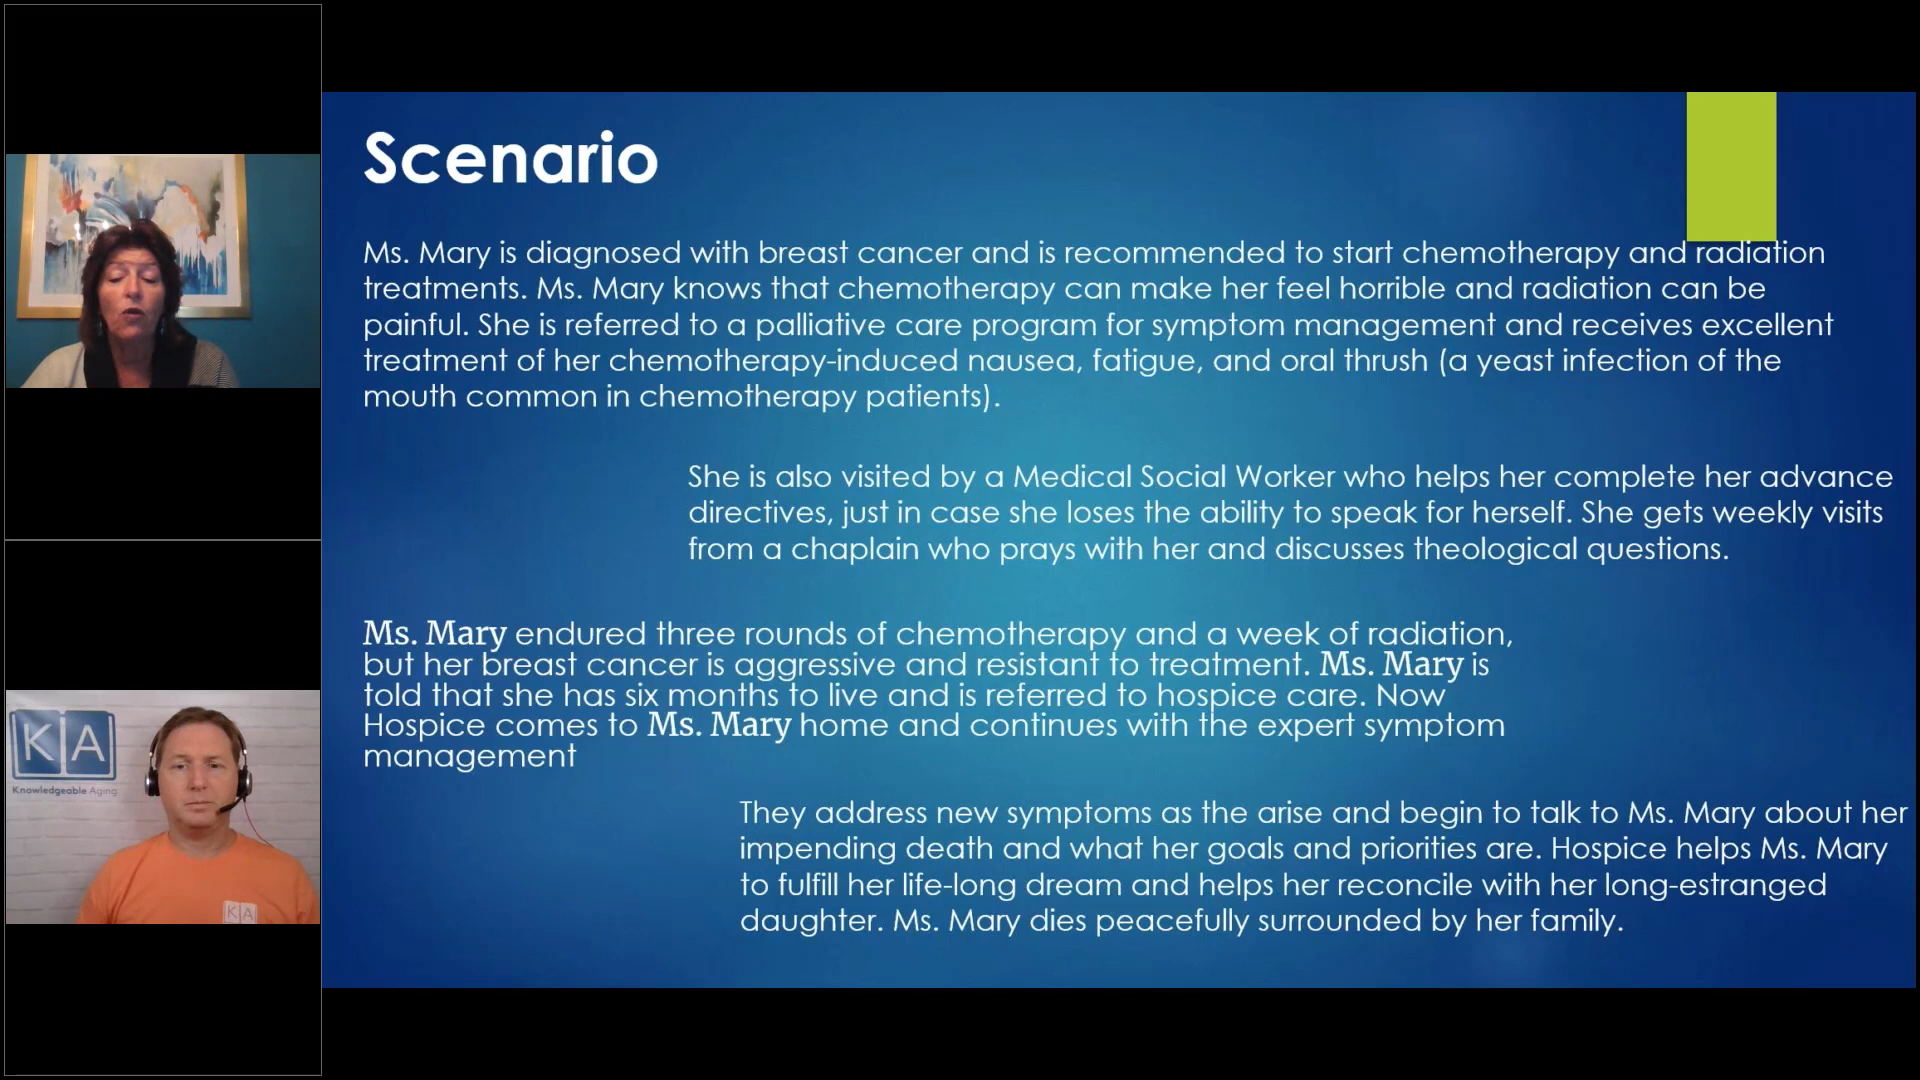 Scenario
Ms. Mary is diagnosed with breast cancer and is recommended to start chemotherapy and radiation
treatments. Ms. Mary knows that chemotherapy can make her feel horrible and radiation can be
painful. She is referred to a palliative care program for symptom management and receives excellent
treatment of her chemotherapy-induced nausea, fatigue, and oral thrush (a yeast infection of the
mouth common in chemotherapy patients).
She is also visited by a Medical Social Worker who helps her complete her advance
directives, just in case she loses the ability to speak for herself. She gets weekly visits
from a chaplain who prays with her and discusses theological questions.
Ms. Mary endured three rounds of chemotherapy and a week of radiation,
but her breast cancer is aggressive and resistant to treatment. Ms. Mary is
told that she has six months to live and is referred to hospice care. Now
Hospice comes to Ms. Mary home and continues with the expert symptom
management
They address new symptoms as the arise and begin to talk to Ms. Mary about her
impending death and what her goals and priorities are. Hospice helps Ms. Mary
to fulfill her life-long dream and helps her reconcile with her long-estranged
daughter. Ms. Mary dies peacefully surrounded by her family.
KA
Knowledgeable Aging
KA